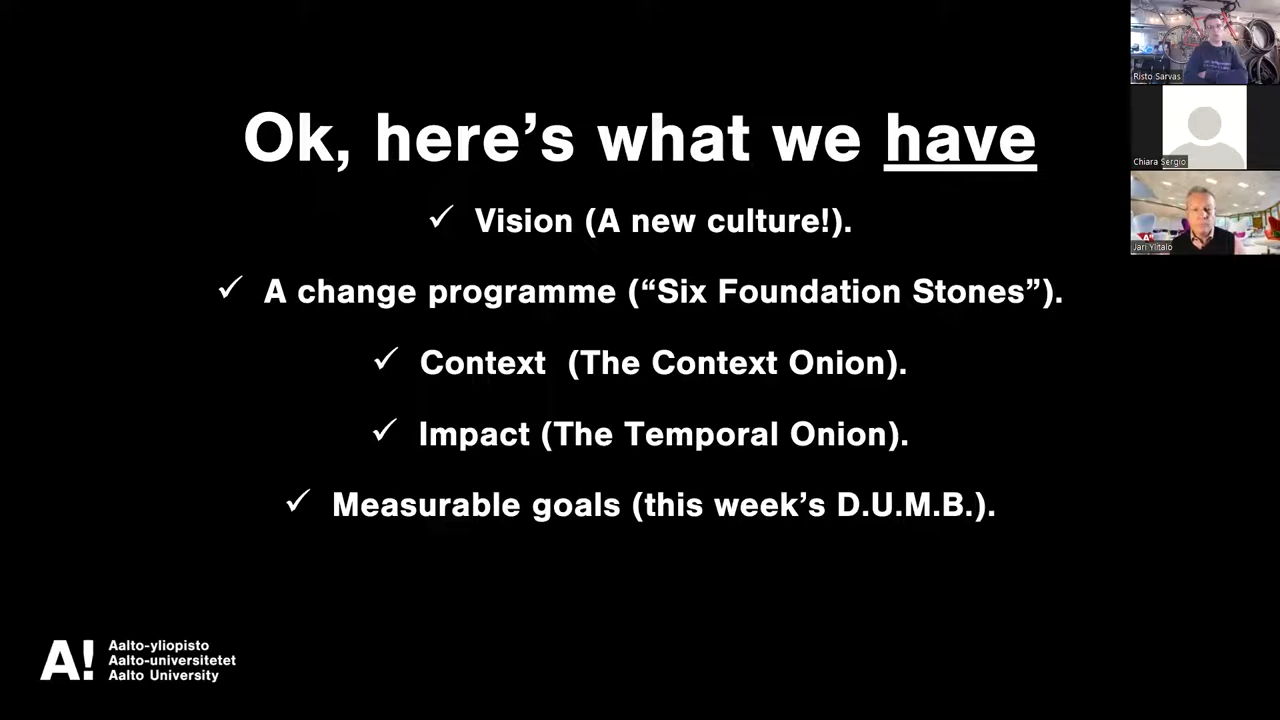 Ok, here’s what we have
✓ Vision (A new culture!).
✓ A change programme (“Six Foundation Stones”).
✓ Context (The Context Onion).
✓ Impact (The Temporal Onion).
✓ Measurable goals (this week’s D.U.M.B.).
A!
Aalto-yliopisto
Aalto-universitetet
Aalto University
Risto Sarvas
Chiara Sergio
Jari Ylitalo